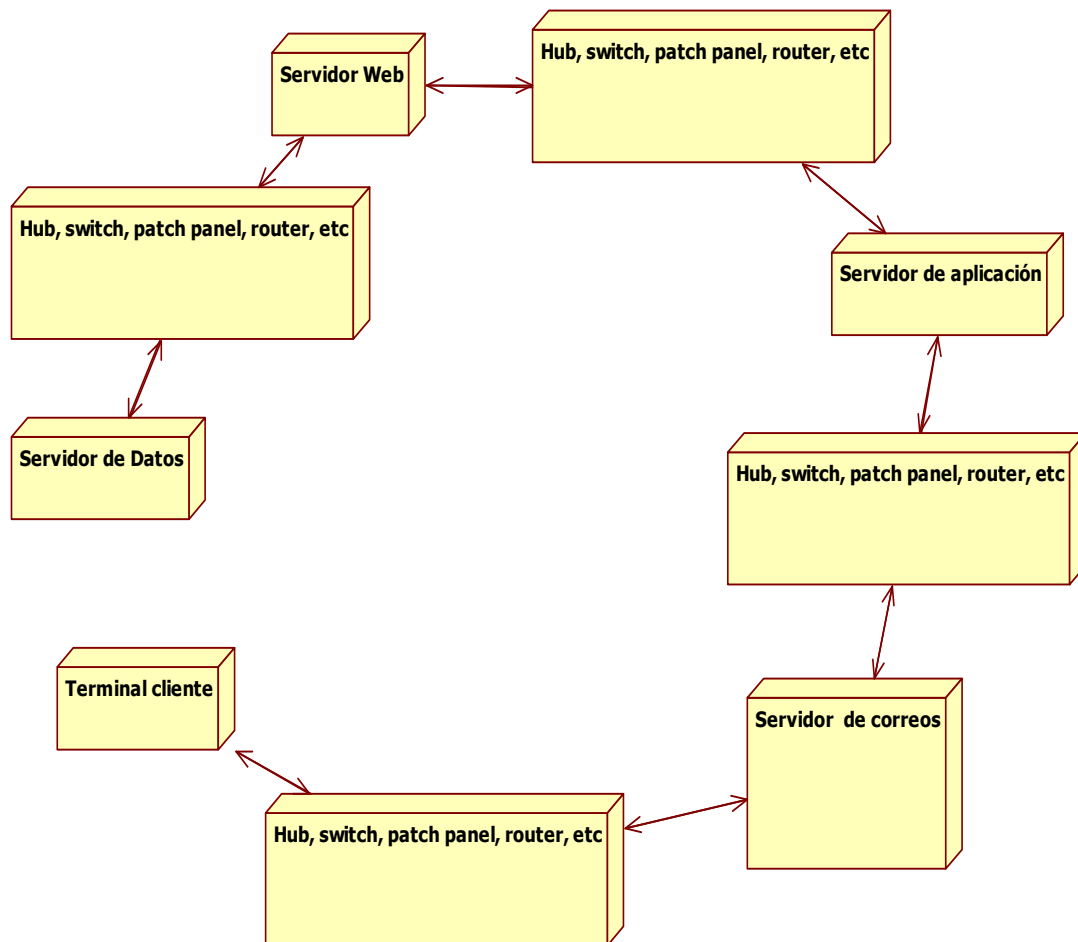 Hub, switch, patch panel, router, etc
Servidor Web
Hub, switch, patch panel, router, etc
Servidor de aplicación
Servidor de Datos
Hub, switch, patch panel, router, etc
Terminal cliente
Servidor de correos
Hub, switch, patch panel, router, etc